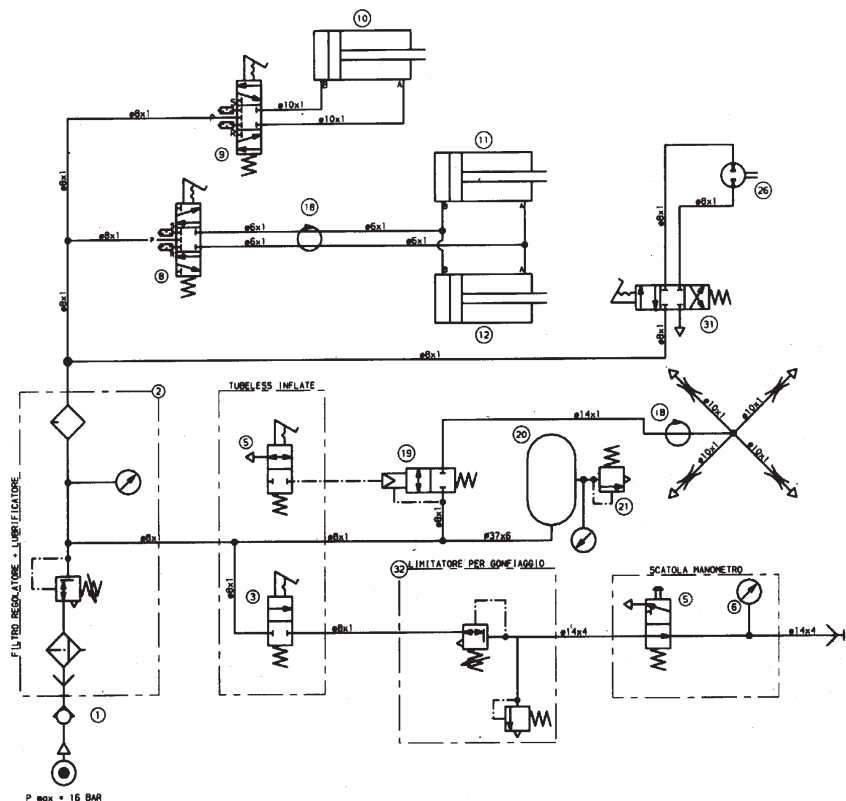 10
ø8x1
P
ø10x1
ø10x1
B
A
9
11
ø8x1
ø8x1
ø8x1
26
ø8x1
P
ø6x1
ø6x1
18
ø6x1
ø6x1
B
A
B
A
8
12
ø8x1
31
ø8x1
ø8x1
2
TUBELESS INFLATE
FILTRO REGOLATORE + LUBRIFICATORE
5
19
ø14x1
20
18
ø10x1
ø10x1
ø10x1
ø10x1
21
ø8x
ø8x1
ø8x1
ø37x6
ø8x1
3
ø8x1
32
LIMITATORE PER GONFIAGGIO
ø14x4
SCATOLA MANOMETRO
5
6
ø14x4
1
P max = 16 BAR